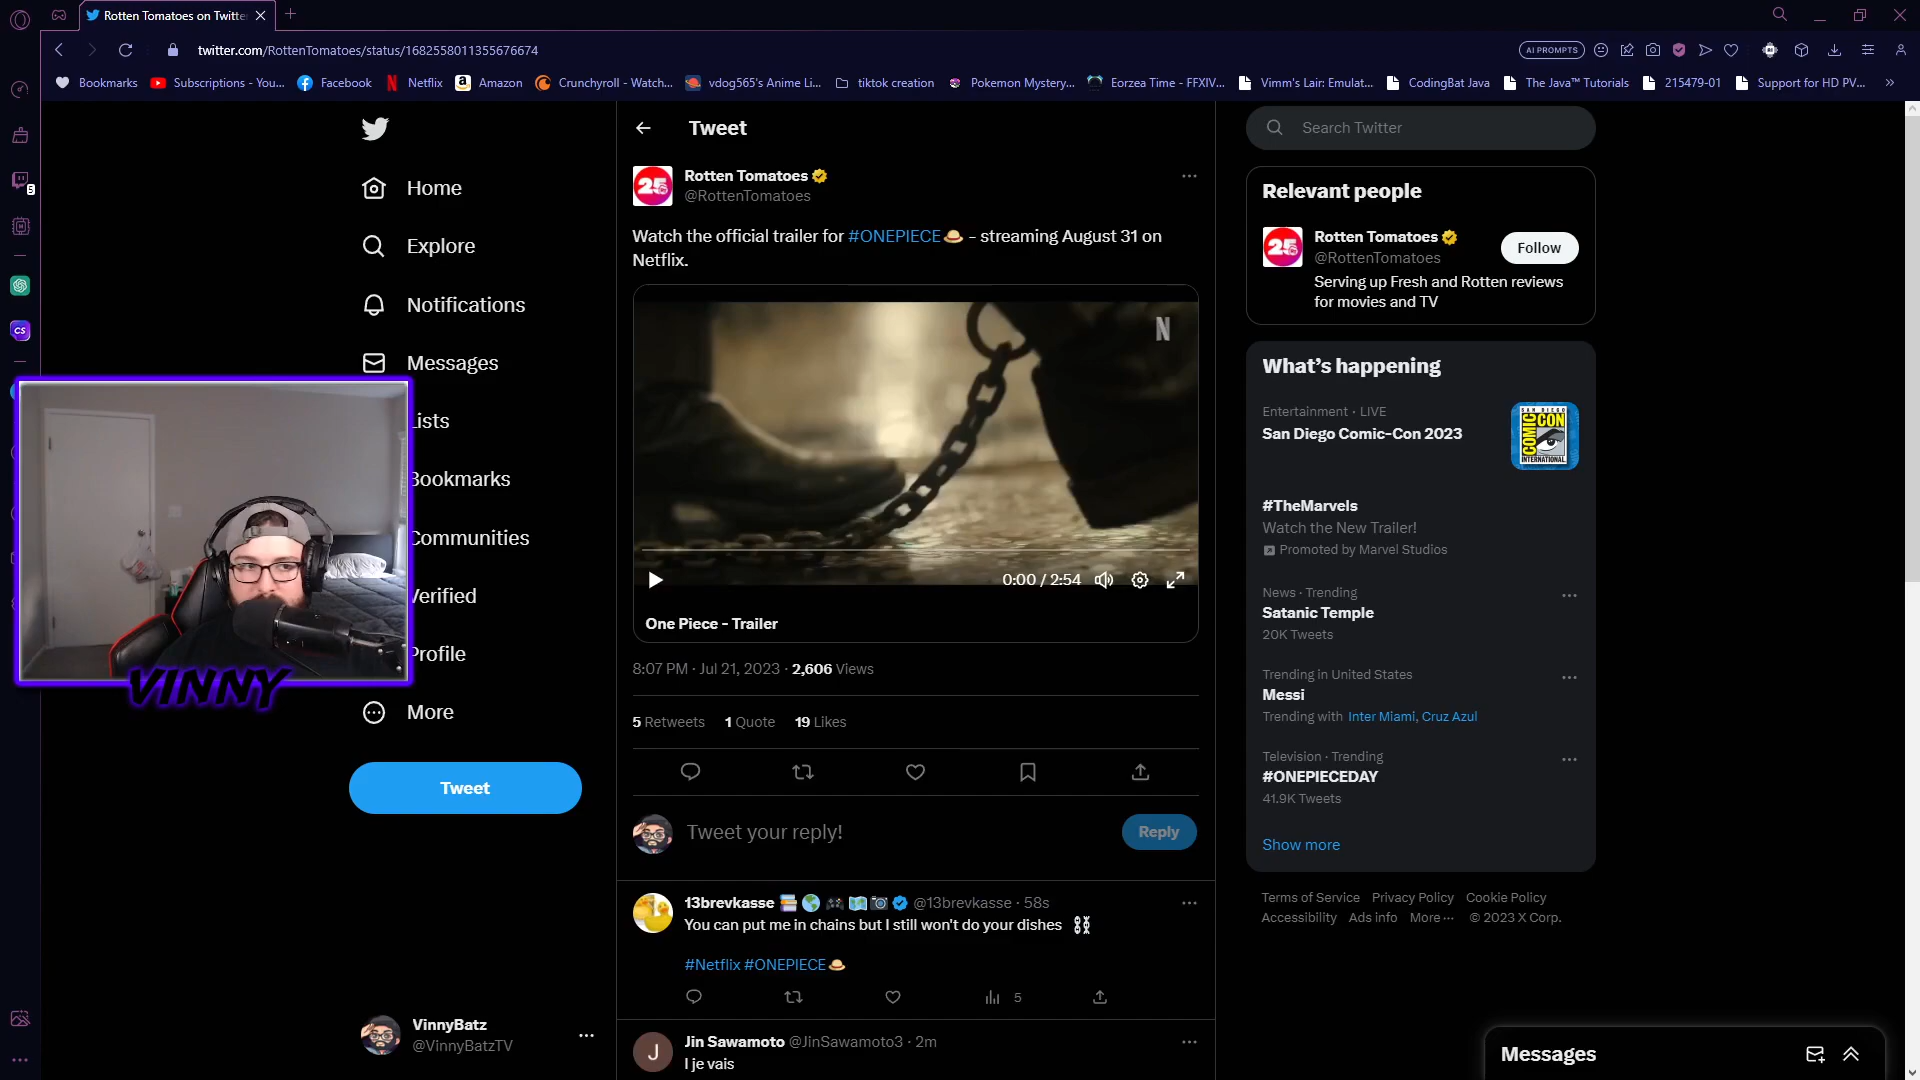 Rotten Tomatoes on Twitte
twitter.com/RottenTomatoes/status/1682558011355676674
AI PROMPTS
Bookmarks
Subscriptions - You...
Facebook
Netflix
Amazon
Crunchyroll - Watch...
vdog565's Anime Li...
tiktok creation
Pokemon Mystery...
Eorzea Time - FFXIV...
Vimm's Lair: Emulat...
CodingBat Java
The Java™ Tutorials
215479-01
Support for HD PV...
Home
Explore
Notifications
Messages
Lists
Bookmarks
Communities
Verified
Profile
More
Tweet
VINNY
VinnyBatz
@VinnyBatzTV
Tweet
Rotten Tomatoes
@RottenTomatoes
Watch the official trailer for #ONEPIECE - streaming August 31 on
Netflix.
N
0:00 / 2:54
One Piece - Trailer
8:07 PM · Jul 21, 2023 · 2,606 Views
5 Retweets 1 Quote 19 Likes
Tweet your reply!
Reply
13brevkasse @13brevkasse · 58s
You can put me in chains but I still won't do your dishes
#Netflix #ONEPIECE
5
J
Jin Sawamoto @JinSawamoto3 · 2m
I je vais
Search Twitter
Relevant people
25
Rotten Tomatoes
@RottenTomatoes
Follow
Serving up Fresh and Rotten reviews
for movies and TV
What's happening
Entertainment · LIVE
San Diego Comic-Con 2023
SAN DIEGO
COMIC CON
INTERNATIONAL
#TheMarvels
Watch the New Trailer!
Promoted by Marvel Studios
News · Trending
Satanic Temple
20K Tweets
Trending in United States
Messi
Trending with Inter Miami, Cruz Azul
Television · Trending
#ONEPIECEDAY
41.9K Tweets
Show more
Terms of Service Privacy Policy Cookie Policy
Accessibility Ads info More ··· © 2023 X Corp.
Messages
25
CS
5